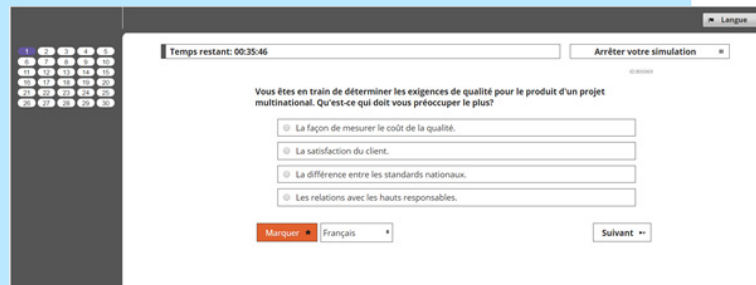 Langue
1 2 3 4 5
6 7 8 9 10
11 12 13 14 15
16 17 18 19 20
21 22 23 24 25
26 27 28 29 30
Temps restant: 00:35:46
Arrêter votre simulation
Vous êtes en train de déterminer les exigences de qualité pour le produit d'un projet
multinational. Qu'est-ce qui doit vous préoccuper le plus?
La façon de mesurer le coût de la qualité.
La satisfaction du client.
La différence entre les standards nationaux.
Les relations avec les hauts responsables.
Marquer
Français
Suivant